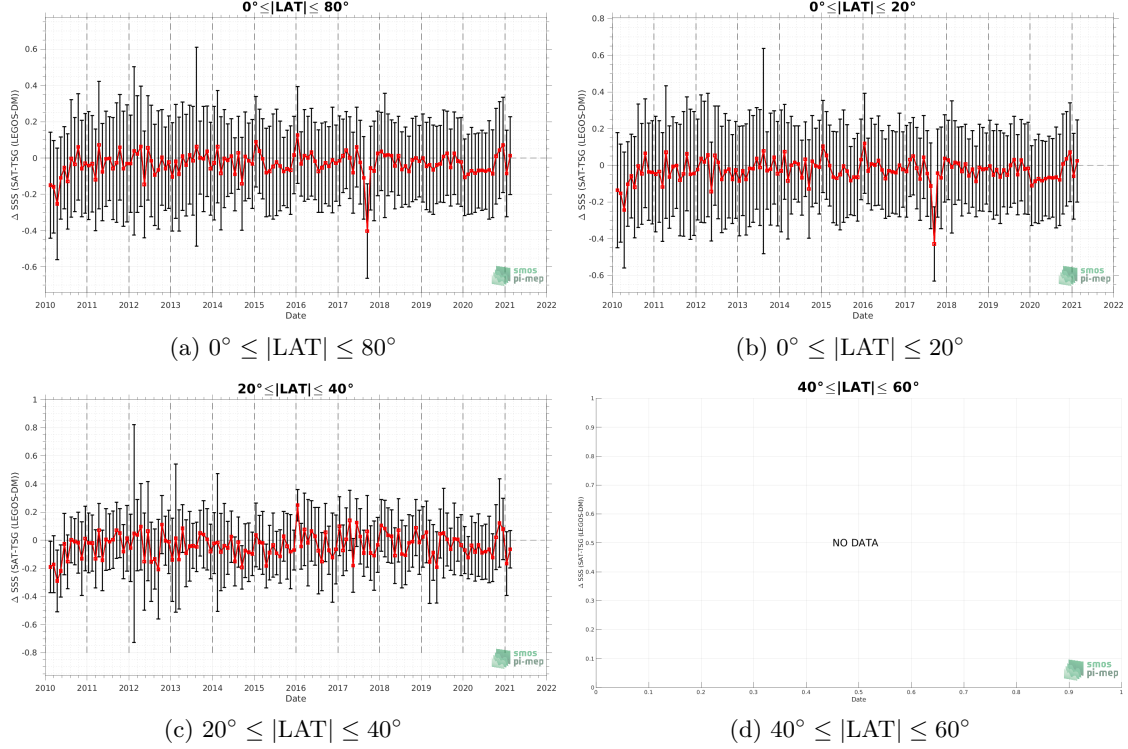 0°≤|LAT|≤ 80°
Δ SSS (SAT-TSG (LEGOS-DM))
0.6
0.4
0.2
0
-0.2
-0.4
-0.6
2010 2011 2012 2013 2014 2015 2016 2017 2018 2019 2020 2021 2022
Date
smos
pi-mep
(a) 0° ≤ |LAT| ≤ 80°
0°≤|LAT|≤ 20°
Δ SSS (SAT-TSG (LEGOS-DM))
0.8
0.6
0.4
0.2
0
-0.2
-0.4
-0.6
2010 2011 2012 2013 2014 2015 2016 2017 2018 2019 2020 2021 2022
Date
smos
pi-mep
(b) 0° ≤ |LAT| ≤ 20°
20°≤|LAT|≤ 40°
Δ SSS (SAT-TSG (LEGOS-DM))
1
0.8
0.6
0.4
0.2
0
-0.2
-0.4
-0.6
-0.8
2010 2011 2012 2013 2014 2015 2016 2017 2018 2019 2020 2021 2022
Date
smos
pi-mep
(c) 20° ≤ |LAT| ≤ 40°
40°≤|LAT|≤ 60°
Δ SSS (SAT-TSG (LEGOS-DM))
1
0.9
0.8
0.7
0.6
0.5
0.4
0.3
0.2
0.1
0
NO DATA
0 0.1 0.2 0.3 0.4 0.5 0.6 0.7 0.8 0.9 1
Date
smos
pi-mep
(d) 40° ≤ |LAT| ≤ 60°